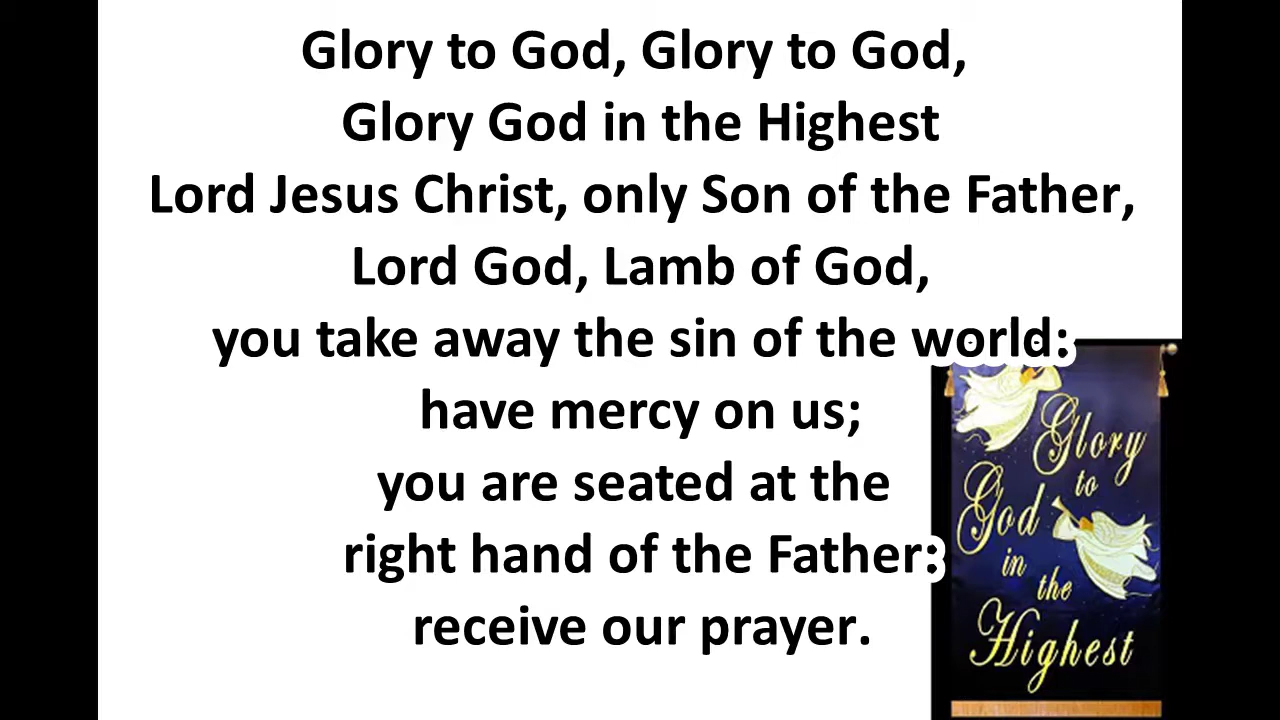 Glory to God, Glory to God,
Glory God in the Highest
Lord Jesus Christ, only Son of the Father,
Lord God, Lamb of God,
you take away the sin of the world:
have mercy on us;
you are seated at the
right hand of the Father:
receive our prayer.
Glory
to
God
in
the
Highest